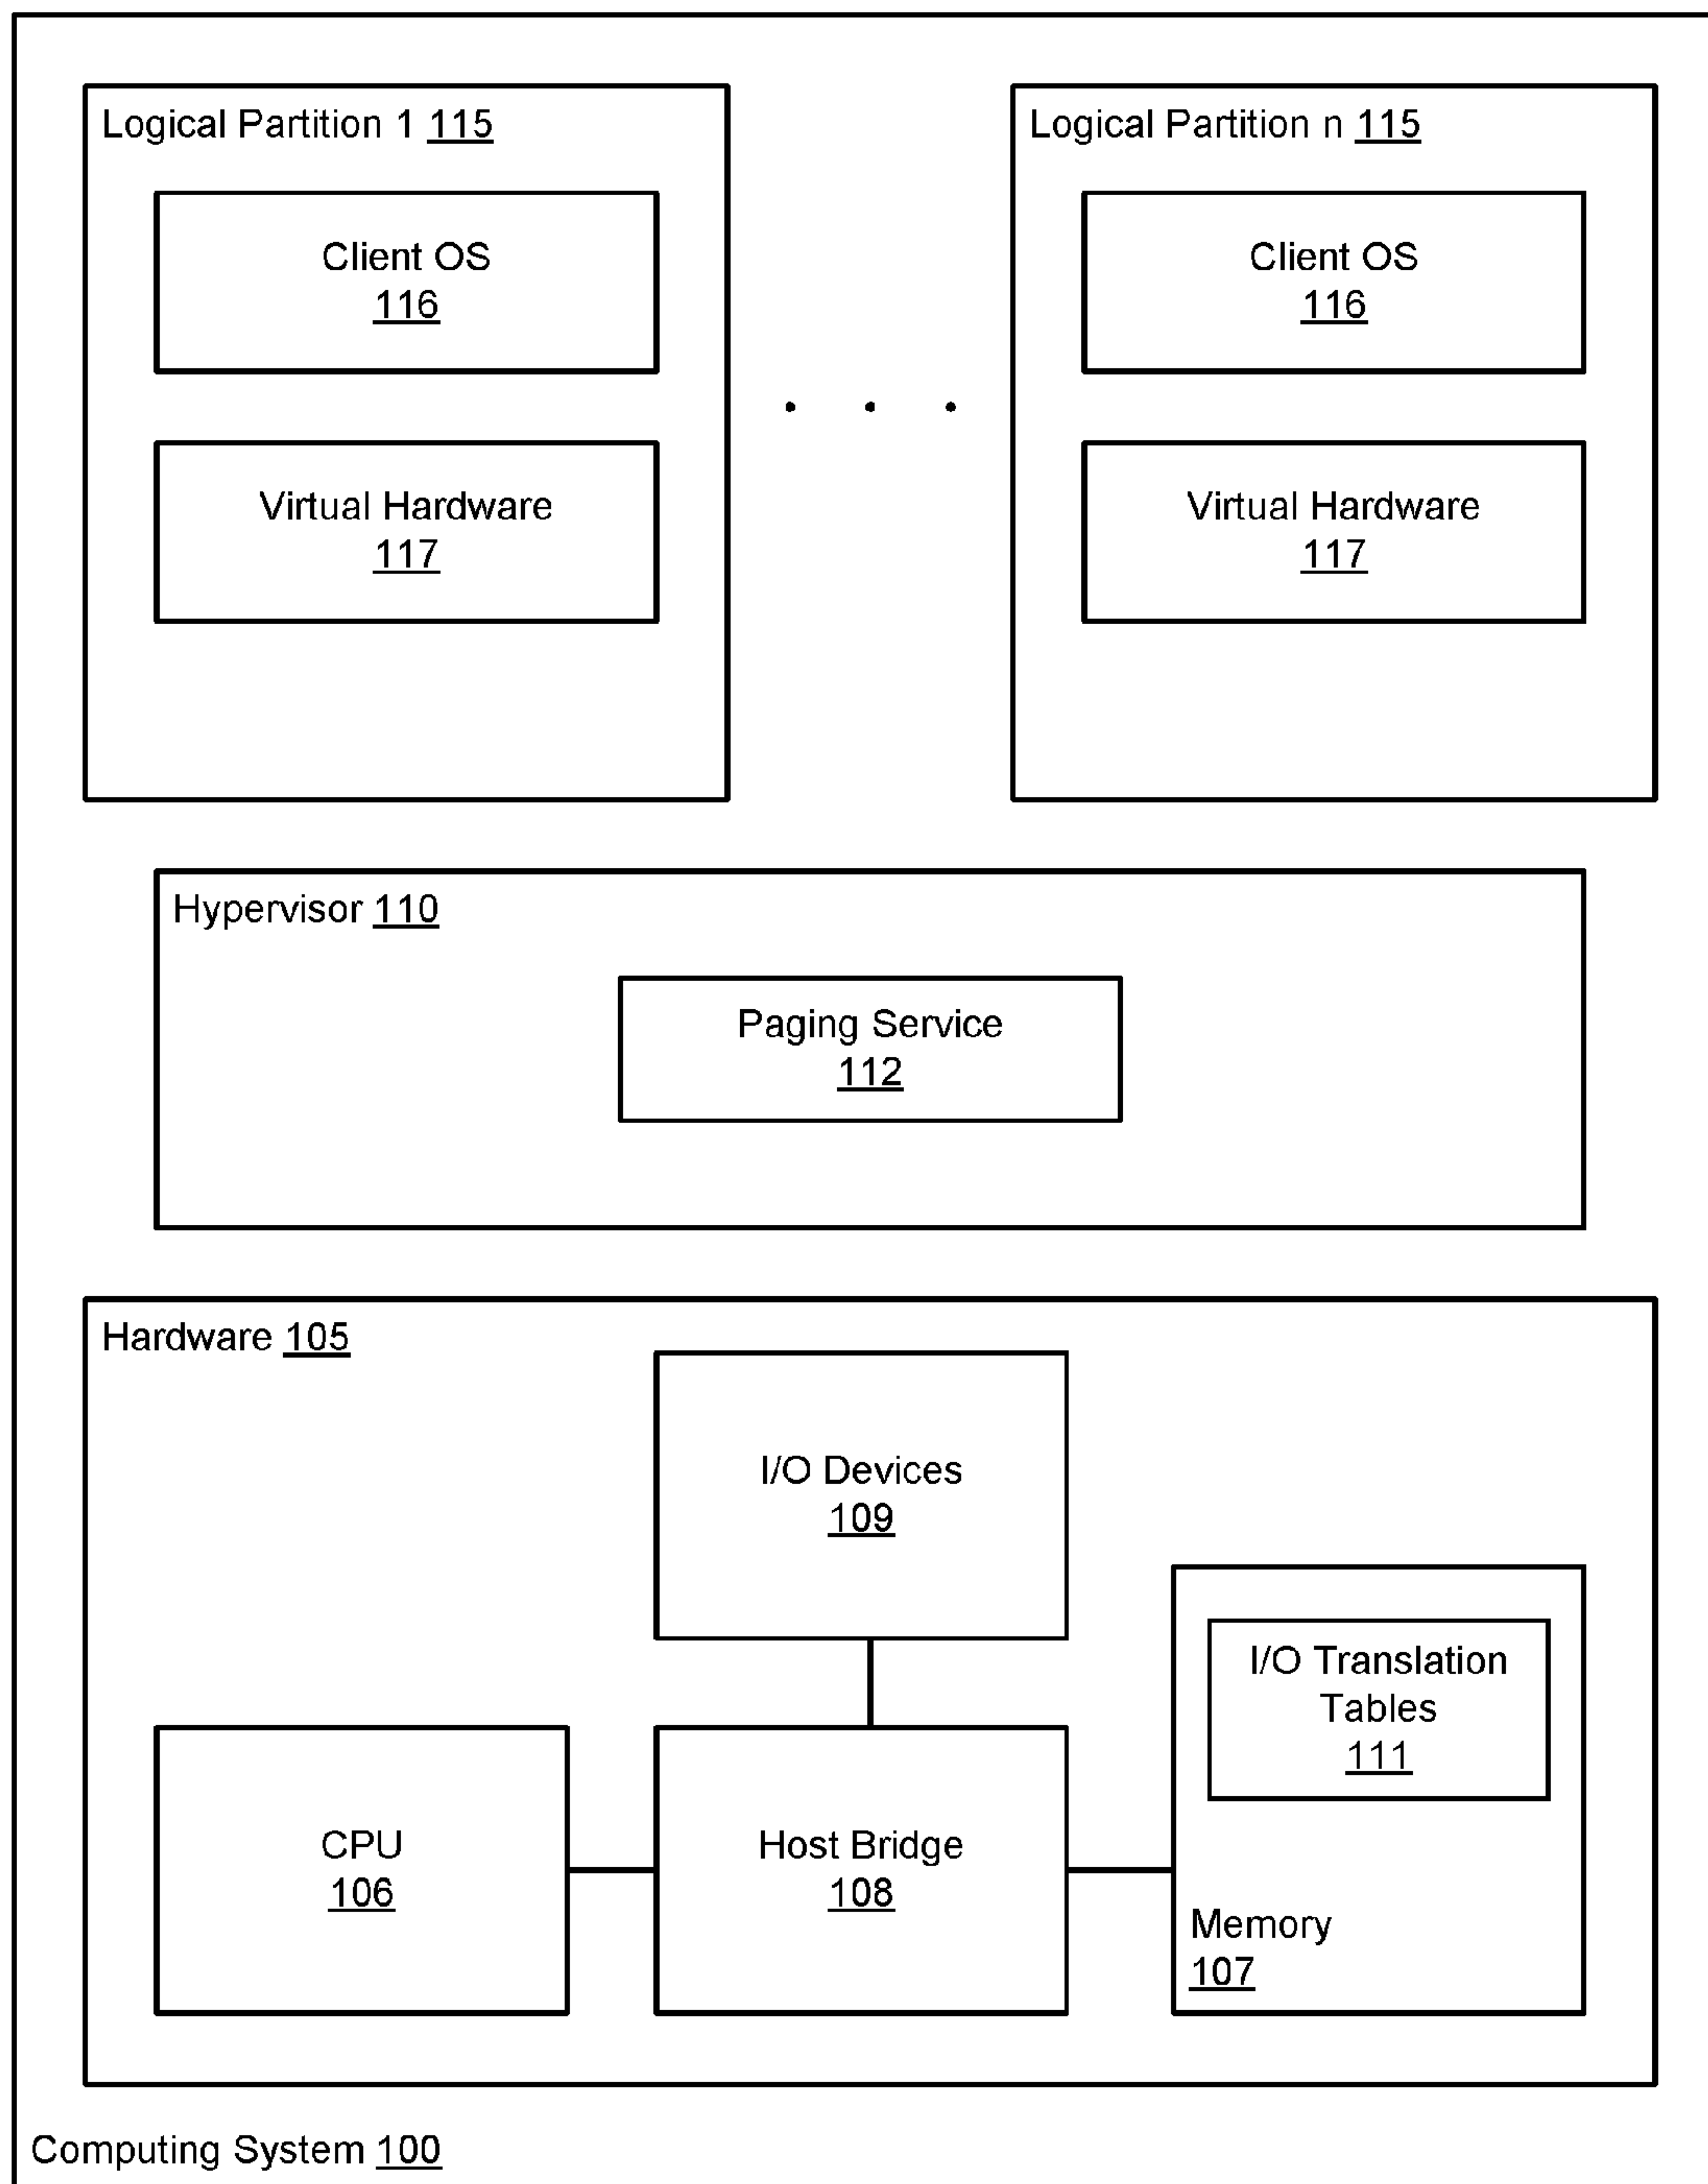 Logical Partition 1 115
Client OS
116
Virtual Hardware
117
Logical Partition n 115
Client OS
116
Virtual Hardware
117
. . .
Hypervisor 110
Paging Service
112
Hardware 105
I/O Devices
109
I/O Translation
Tables
111
CPU
106
Host Bridge
108
Memory
107
Computing System 100